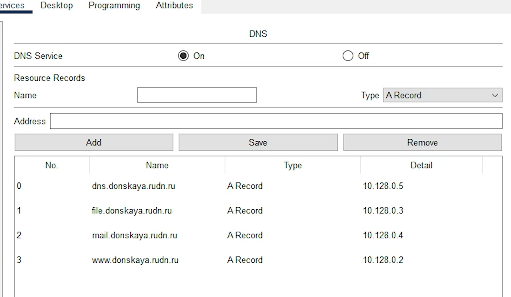 ervices Desktop Programming Attributes
DNS
DNS Service On Off
Resource Records
Name Type A Record
Address
Add Save Remove
No. Name Type Detail
0 dns.donskaya.rudn.ru A Record 10.128.0.5
1 file.donskaya.rudn.ru A Record 10.128.0.3
2 mail.donskaya.rudn.ru A Record 10.128.0.4
3 www.donskaya.rudn.ru A Record 10.128.0.2